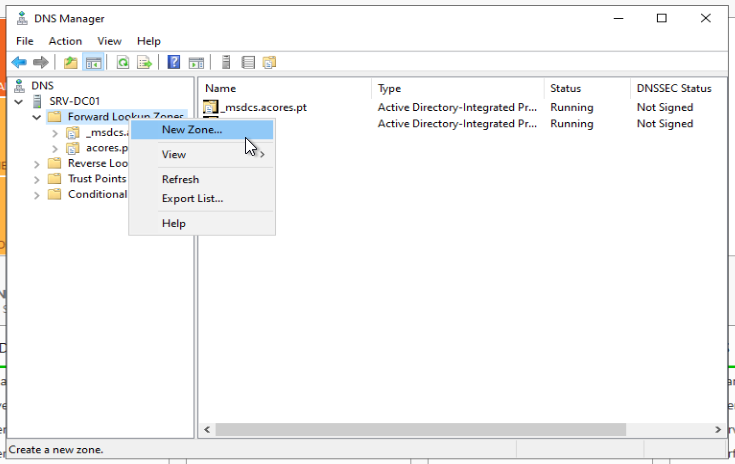 DNS Manager
File Action View Help
DNS
SRV-DC01
Forward Lookup Zones
_msdcs.
acores.p
Reverse Loo
Trust Points
Conditional
New Zone...
View
Refresh
Export List...
Help
Name Type Status DNSSEC Status
_msdcs.acores.pt Active Directory-Integrated Pr... Running Not Signed
Active Directory-Integrated Pr... Running Not Signed
Create a new zone.